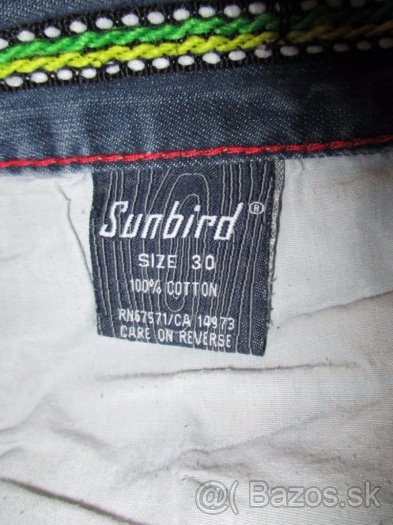 Sunbird®
SIZE 30
100% COTTON
RN67571/CA 14973
CARE ON REVERSE
@( Bazos.sk